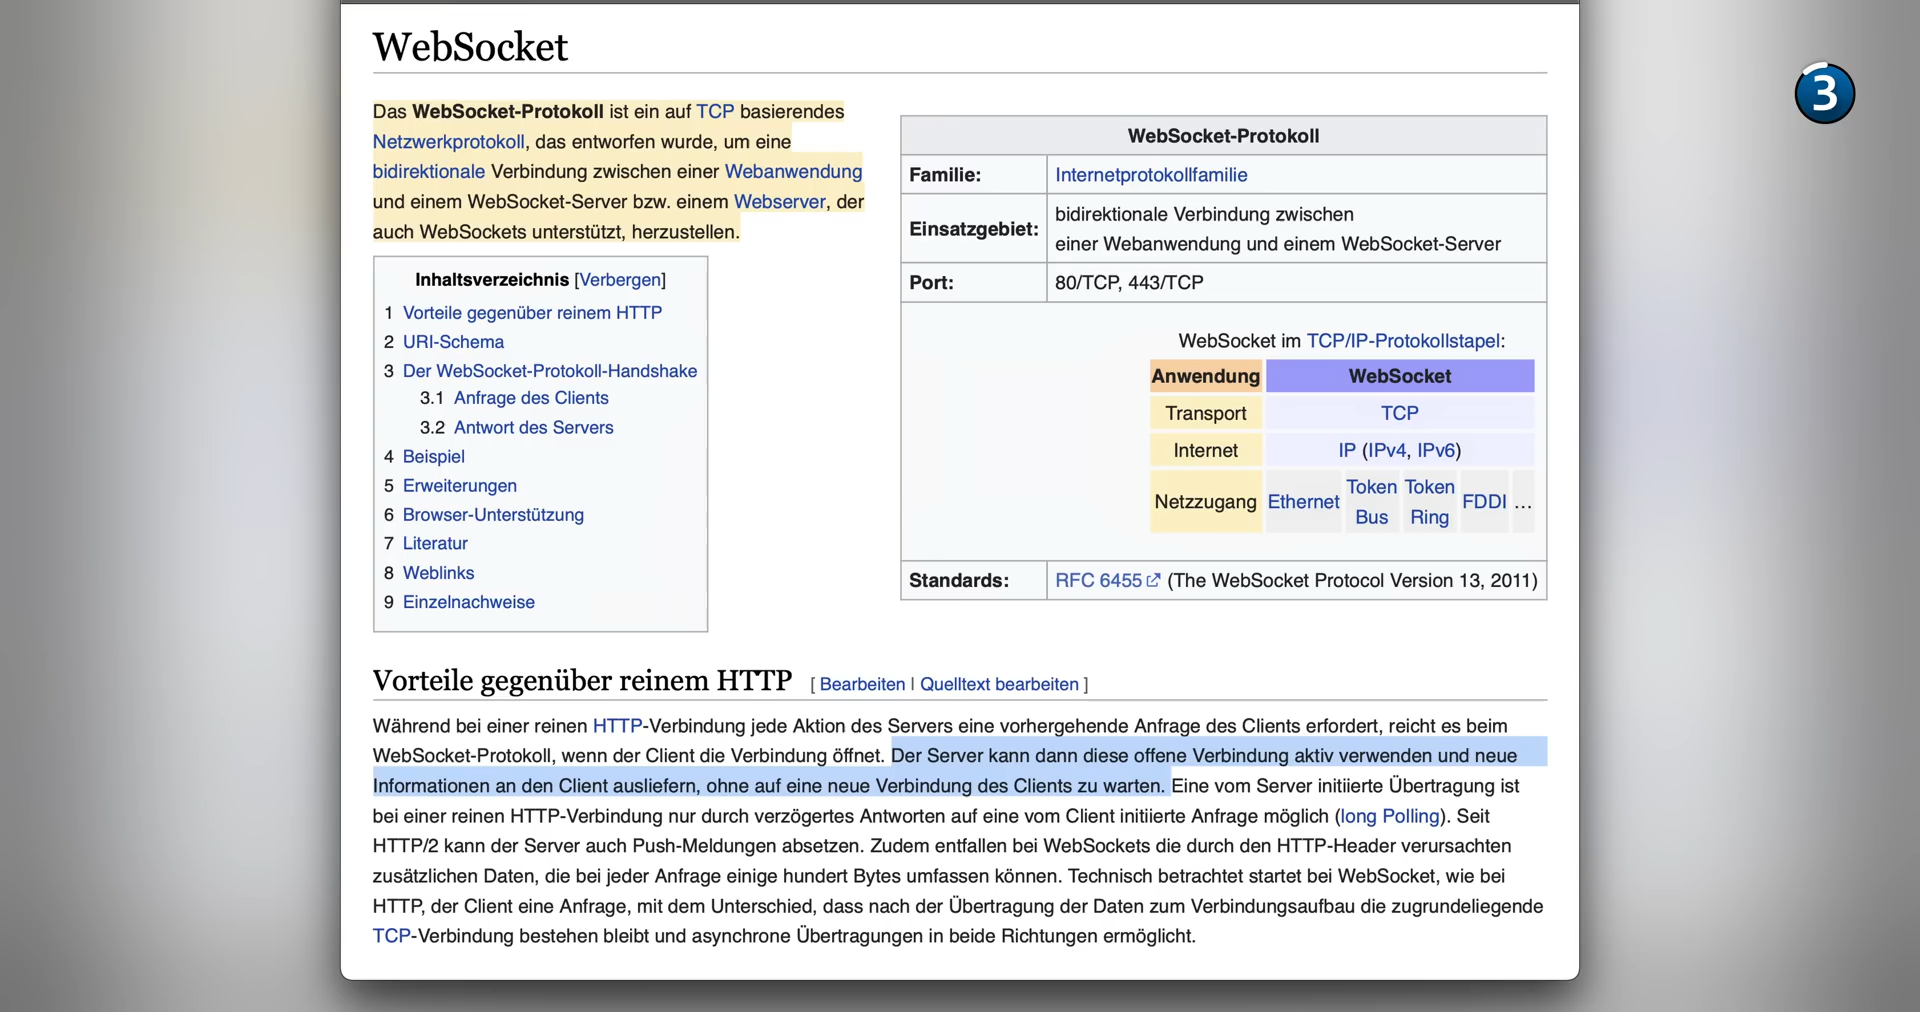 WebSocket
3
Das WebSocket-Protokoll ist ein auf TCP basierendes
Netzwerkprotokoll, das entworfen wurde, um eine
bidirektionale Verbindung zwischen einer Webanwendung
und einem WebSocket-Server bzw. einem Webserver, der
auch WebSockets unterstützt, herzustellen.
Inhaltsverzeichnis [Verbergen]
1 Vorteile gegenüber reinem HTTP
2 URI-Schema
3 Der WebSocket-Protokoll-Handshake
3.1 Anfrage des Clients
3.2 Antwort des Servers
4 Beispiel
5 Erweiterungen
6 Browser-Unterstützung
7 Literatur
8 Weblinks
9 Einzelnachweise
WebSocket-Protokoll
Familie: Internetprotokollfamilie
Einsatzgebiet: bidirektionale Verbindung zwischen
einer Webanwendung und einem WebSocket-Server
Port: 80/TCP, 443/TCP
WebSocket im TCP/IP-Protokollstapel:
Anwendung WebSocket
Transport TCP
Internet IP (IPv4, IPv6)
Netzzugang Ethernet Token Bus Token Ring FDDI …
Standards: RFC 6455 (The WebSocket Protocol Version 13, 2011)
Vorteile gegenüber reinem HTTP [ Bearbeiten | Quelltext bearbeiten ]
Während bei einer reinen HTTP-Verbindung jede Aktion des Servers eine vorhergehende Anfrage des Clients erfordert, reicht es beim
WebSocket-Protokoll, wenn der Client die Verbindung öffnet. Der Server kann dann diese offene Verbindung aktiv verwenden und neue
Informationen an den Client ausliefern, ohne auf eine neue Verbindung des Clients zu warten. Eine vom Server initiierte Übertragung ist
bei einer reinen HTTP-Verbindung nur durch verzögertes Antworten auf eine vom Client initiierte Anfrage möglich (long Polling). Seit
HTTP/2 kann der Server auch Push-Meldungen absetzen. Zudem entfallen bei WebSockets die durch den HTTP-Header verursachten
zusätzlichen Daten, die bei jeder Anfrage einige hundert Bytes umfassen können. Technisch betrachtet startet bei WebSocket, wie bei
HTTP, der Client eine Anfrage, mit dem Unterschied, dass nach der Übertragung der Daten zum Verbindungsaufbau die zugrundeliegende
TCP-Verbindung bestehen bleibt und asynchrone Übertragungen in beide Richtungen ermöglicht.